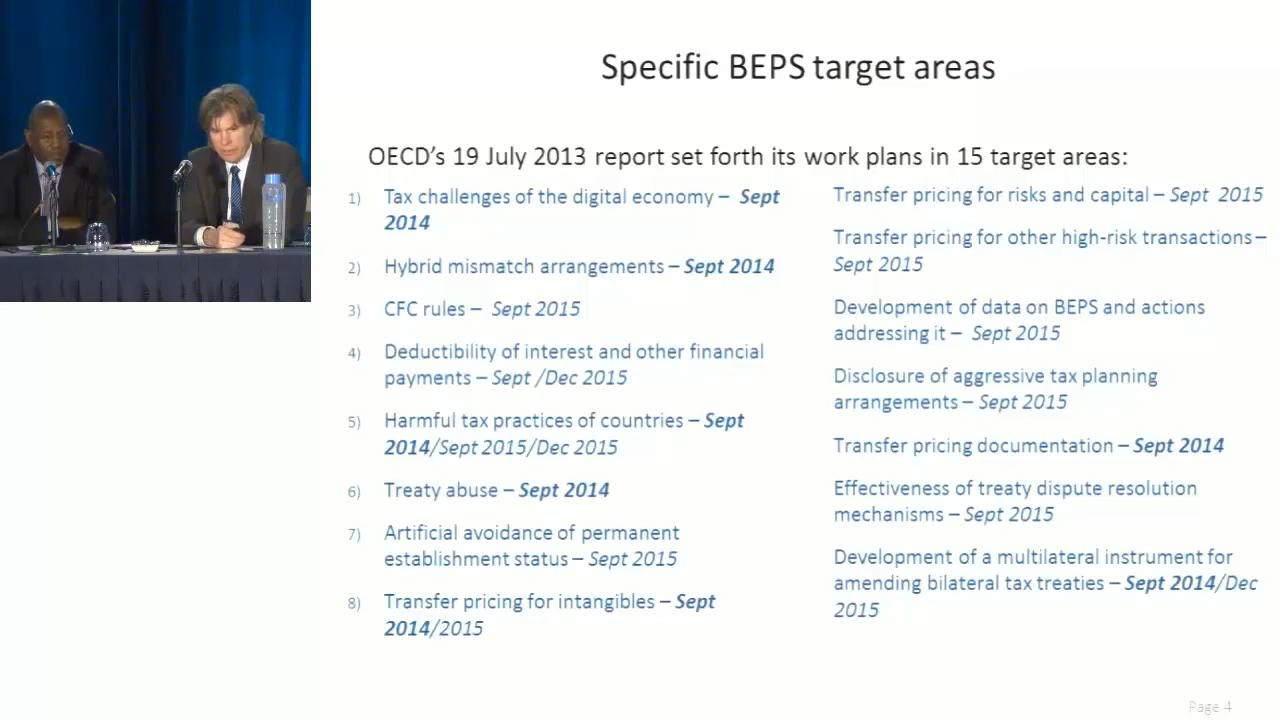 Specific BEPS target areas
OECD's 19 July 2013 report set forth its work plans in 15 target areas:
1) Tax challenges of the digital economy – Sept
2014
2) Hybrid mismatch arrangements – Sept 2014
3) CFC rules – Sept 2015
4) Deductibility of interest and other financial
payments – Sept /Dec 2015
5) Harmful tax practices of countries – Sept
2014/Sept 2015/Dec 2015
6) Treaty abuse – Sept 2014
7) Artificial avoidance of permanent
establishment status – Sept 2015
8) Transfer pricing for intangibles – Sept
2014/2015
Transfer pricing for risks and capital – Sept 2015
Transfer pricing for other high-risk transactions –
Sept 2015
Development of data on BEPS and actions
addressing it – Sept 2015
Disclosure of aggressive tax planning
arrangements – Sept 2015
Transfer pricing documentation – Sept 2014
Effectiveness of treaty dispute resolution
mechanisms – Sept 2015
Development of a multilateral instrument for
amending bilateral tax treaties – Sept 2014/Dec
2015
Page 4